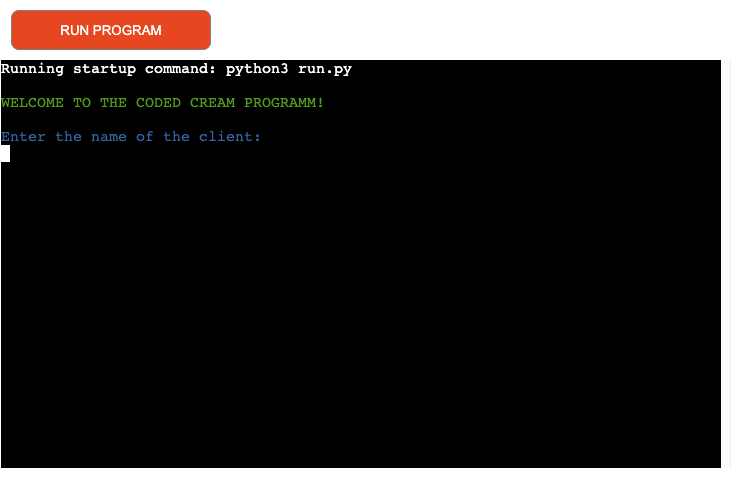 RUN PROGRAM
Running startup command: python3 run.py
WELCOME TO THE CODED CREAM PROGRAMM!
Enter the name of the client: